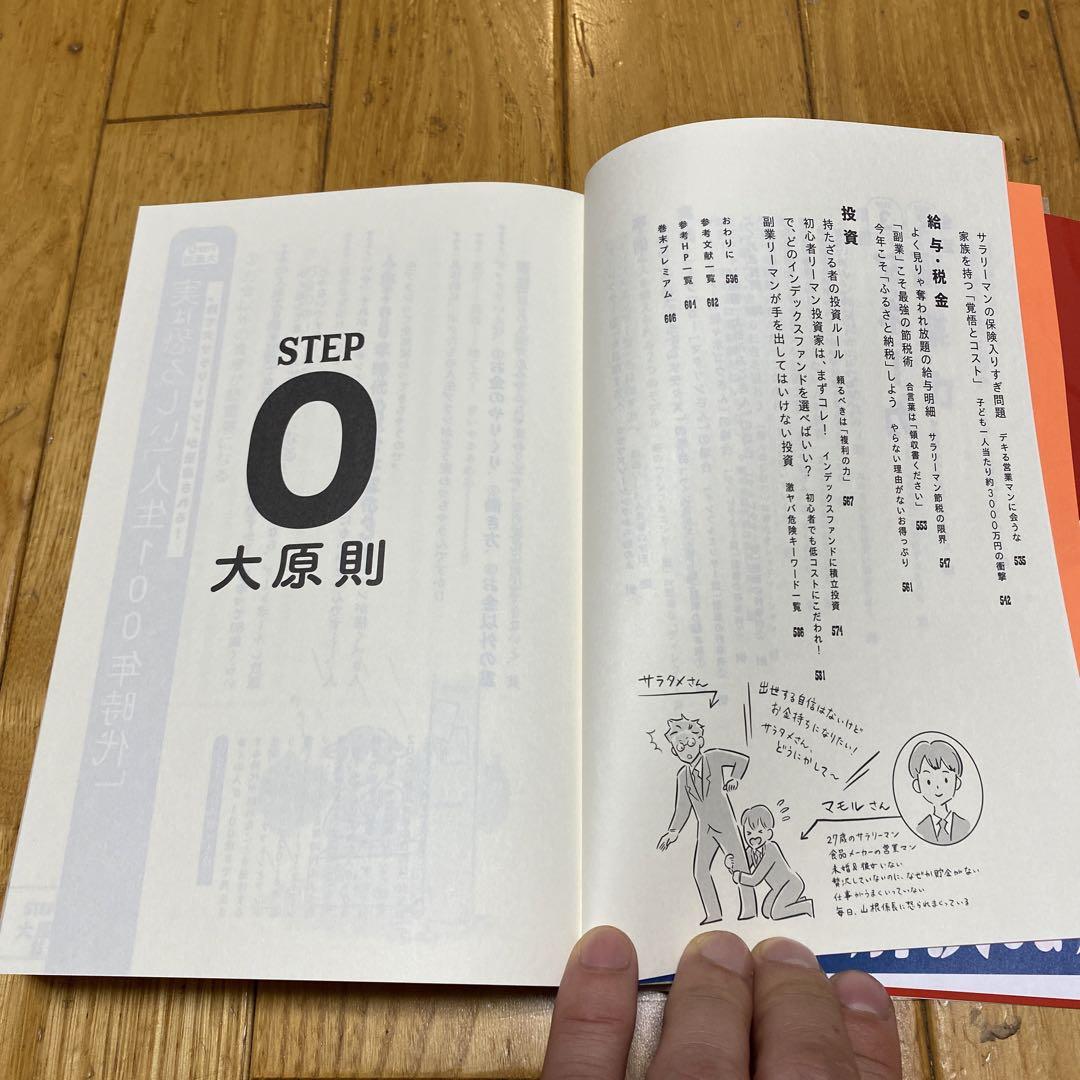 サラリーマンの保険入りすぎ問題 デキる営業マンに会うな 535
家族を持つ「覚悟とコスト」 子ども一人当たり約3000万円の衝撃 542
給与・税金
よく見りゃ奪われ放題の給与明細 サラリーマン節税の限界 547
「副業」こそ最強の節税術 合言葉は「領収書ください」 553
今年こそ「ふるさと納税」しよう やらない理由がないお得っぷり 561
投資
持たざる者の投資ルール 頼るべきは「複利の力」 567
初心者リーマン投資家は、まずコレ! インデックスファンドに積立投資 574
で、どのインデックスファンドを選べばいい? 初心者でも低コストにこだわれ! 581
副業リーマンが手を出してはいけない投資 激ヤバ危険キーワード一覧 586
おわりに 596
参考文献一覧 602
参考HP一覧 604
巻末プレミアム 606
サラタメさん
出世する自信はないけど
お金持ちになりたい!
サラタメさん、
どうにかして〜
マモルさん
27歳のサラリーマン
食品メーカーの営業マン
未婚&彼女いない
贅沢していないのに、なぜか貯金がない
仕事がうまくいっていない
毎日、山根係長に怒られまくっている
STEP
0
大原則